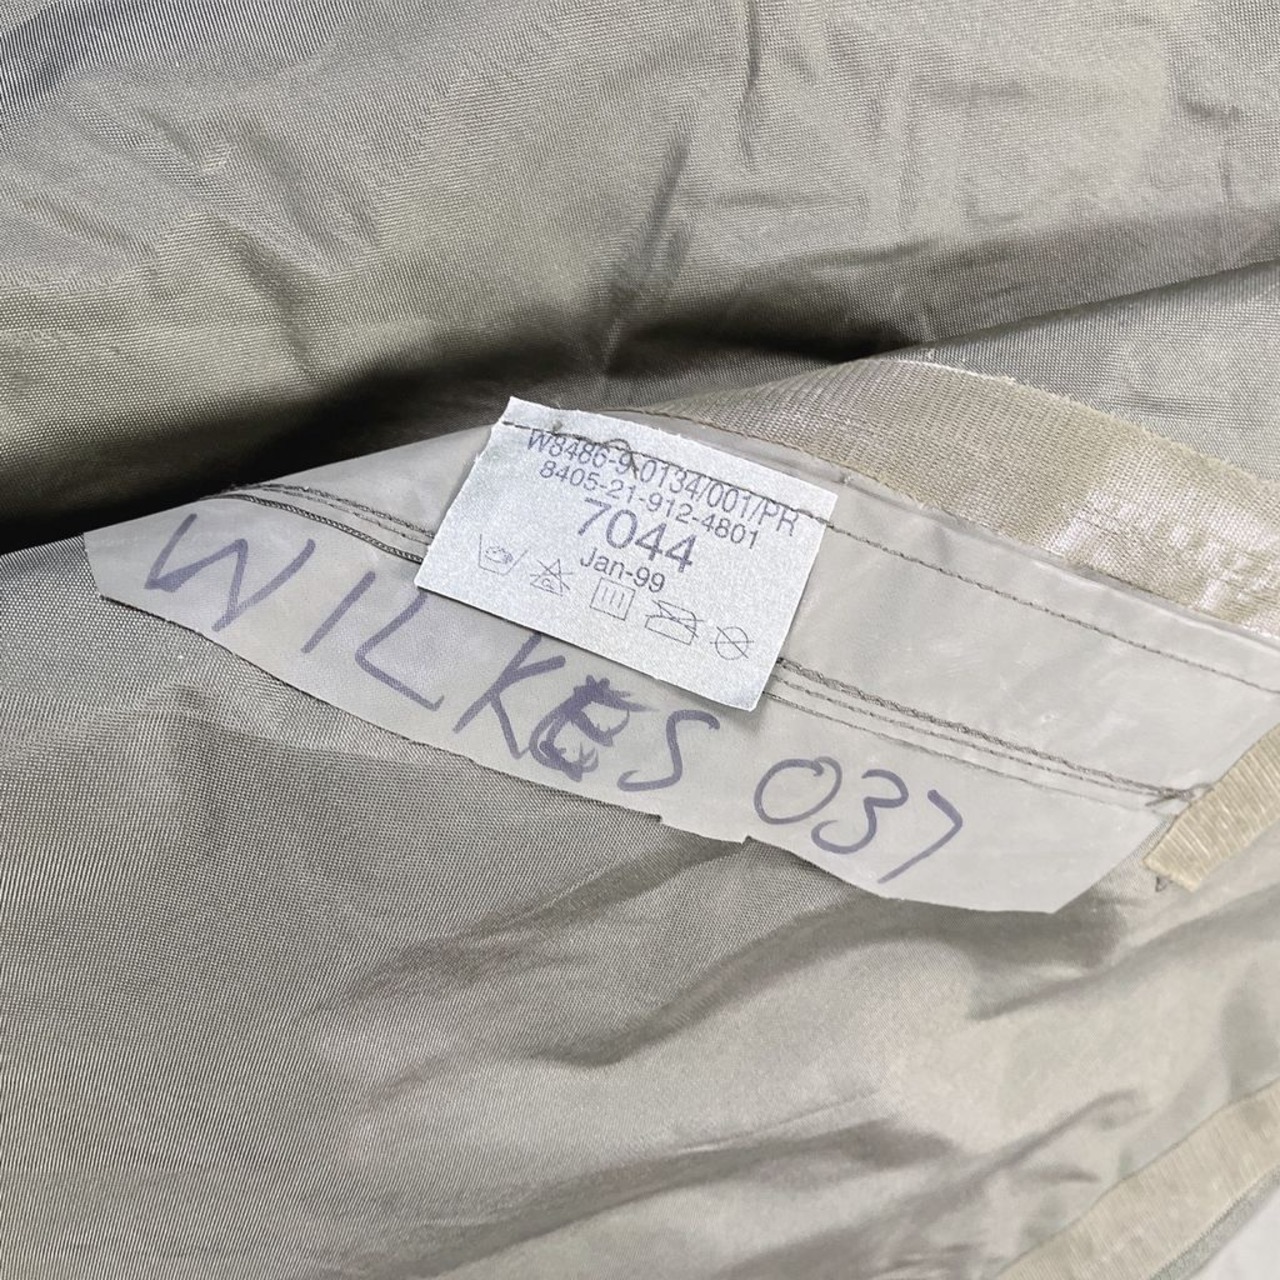 W8486-9-0134/001/PR
8405-21-912-4801
7044
Jan-99
WILKES 037